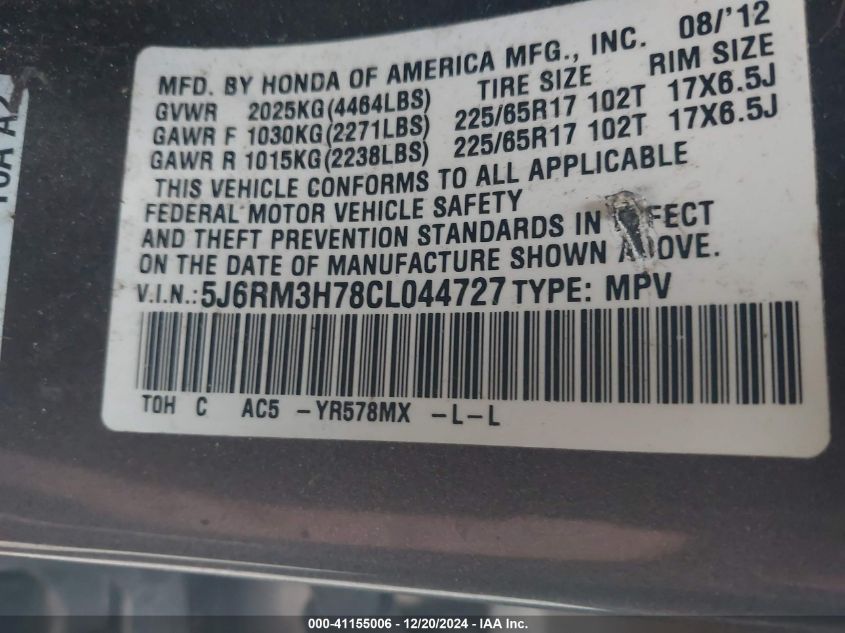 08/'12
MFD. BY HONDA OF AMERICA MFG., INC.
GVWR 2025KG(4464LBS) TIRE SIZE RIM SIZE
GAWR F 1030KG(2271LBS) 225/65R17 102T 17X6.5J
GAWR R 1015KG(2238LBS) 225/65R17 102T 17X6.5J
THIS VEHICLE CONFORMS TO ALL APPLICABLE
FEDERAL MOTOR VEHICLE SAFETY
AND THEFT PREVENTION STANDARDS IN FECT
ON THE DATE OF MANUFACTURE SHOWN A OVE.
V.I.N.:5J6RM3H78CL044727 TYPE: MPV
TOH C AC5 -YR578MX -L-L
000-41155006 - 12/20/2024 - IAA Inc.